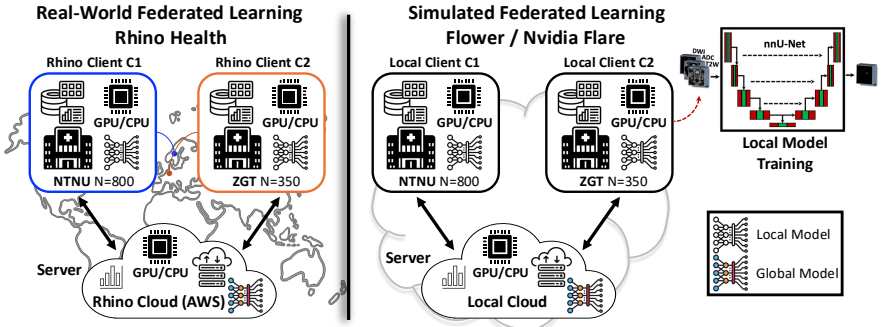 Real-World Federated Learning
Rhino Health
Rhino Client C1
GPU/CPU
NTNU N=800
Rhino Client C2
GPU/CPU
ZGT N=350
Server
GPU/CPU
Rhino Cloud (AWS)
Simulated Federated Learning
Flower / Nvidia Flare
Local Client C1
GPU/CPU
NTNU N=800
Local Client C2
GPU/CPU
ZGT N=350
Server
GPU/CPU
Local Cloud
DWI
ADC
T2W
nnU-Net
Local Model
Training
Local Model
Global Model